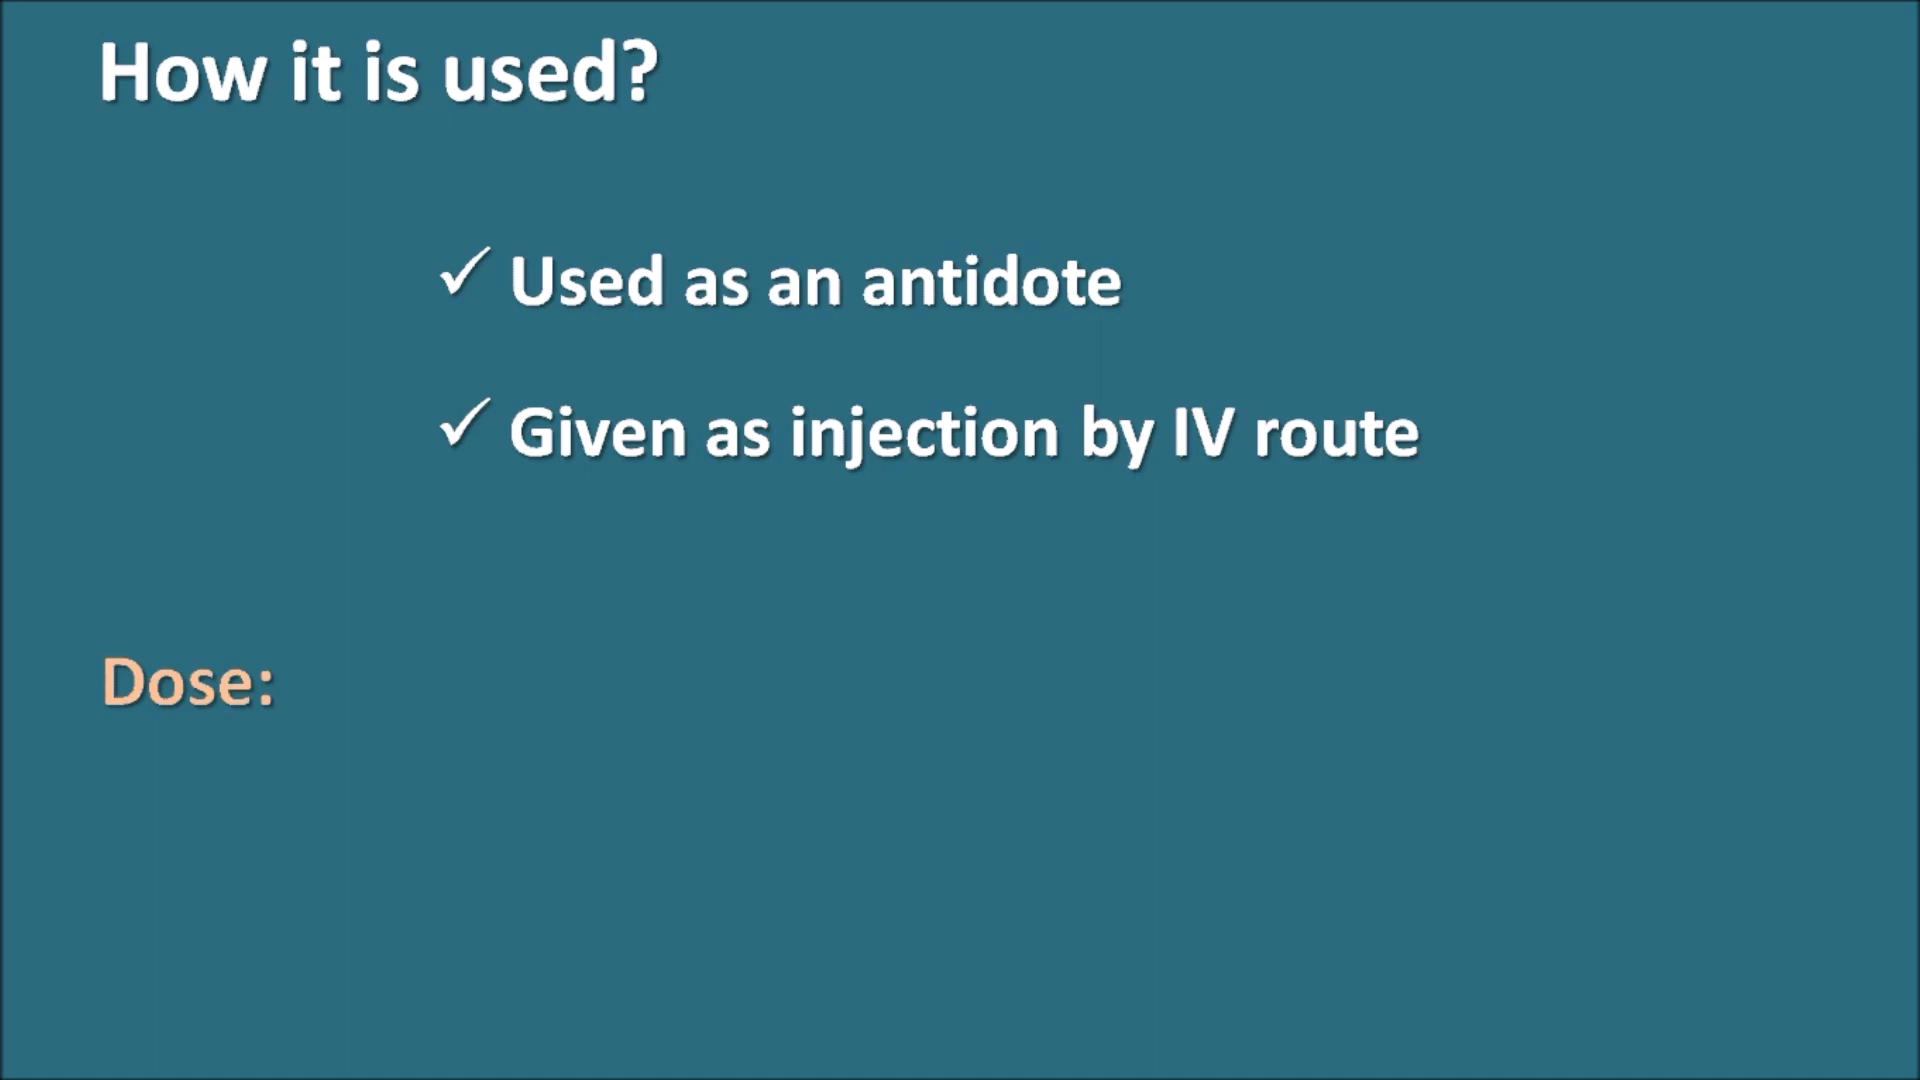 How it is used?
✓ Used as an antidote
✓ Given as injection by IV route
Dose: